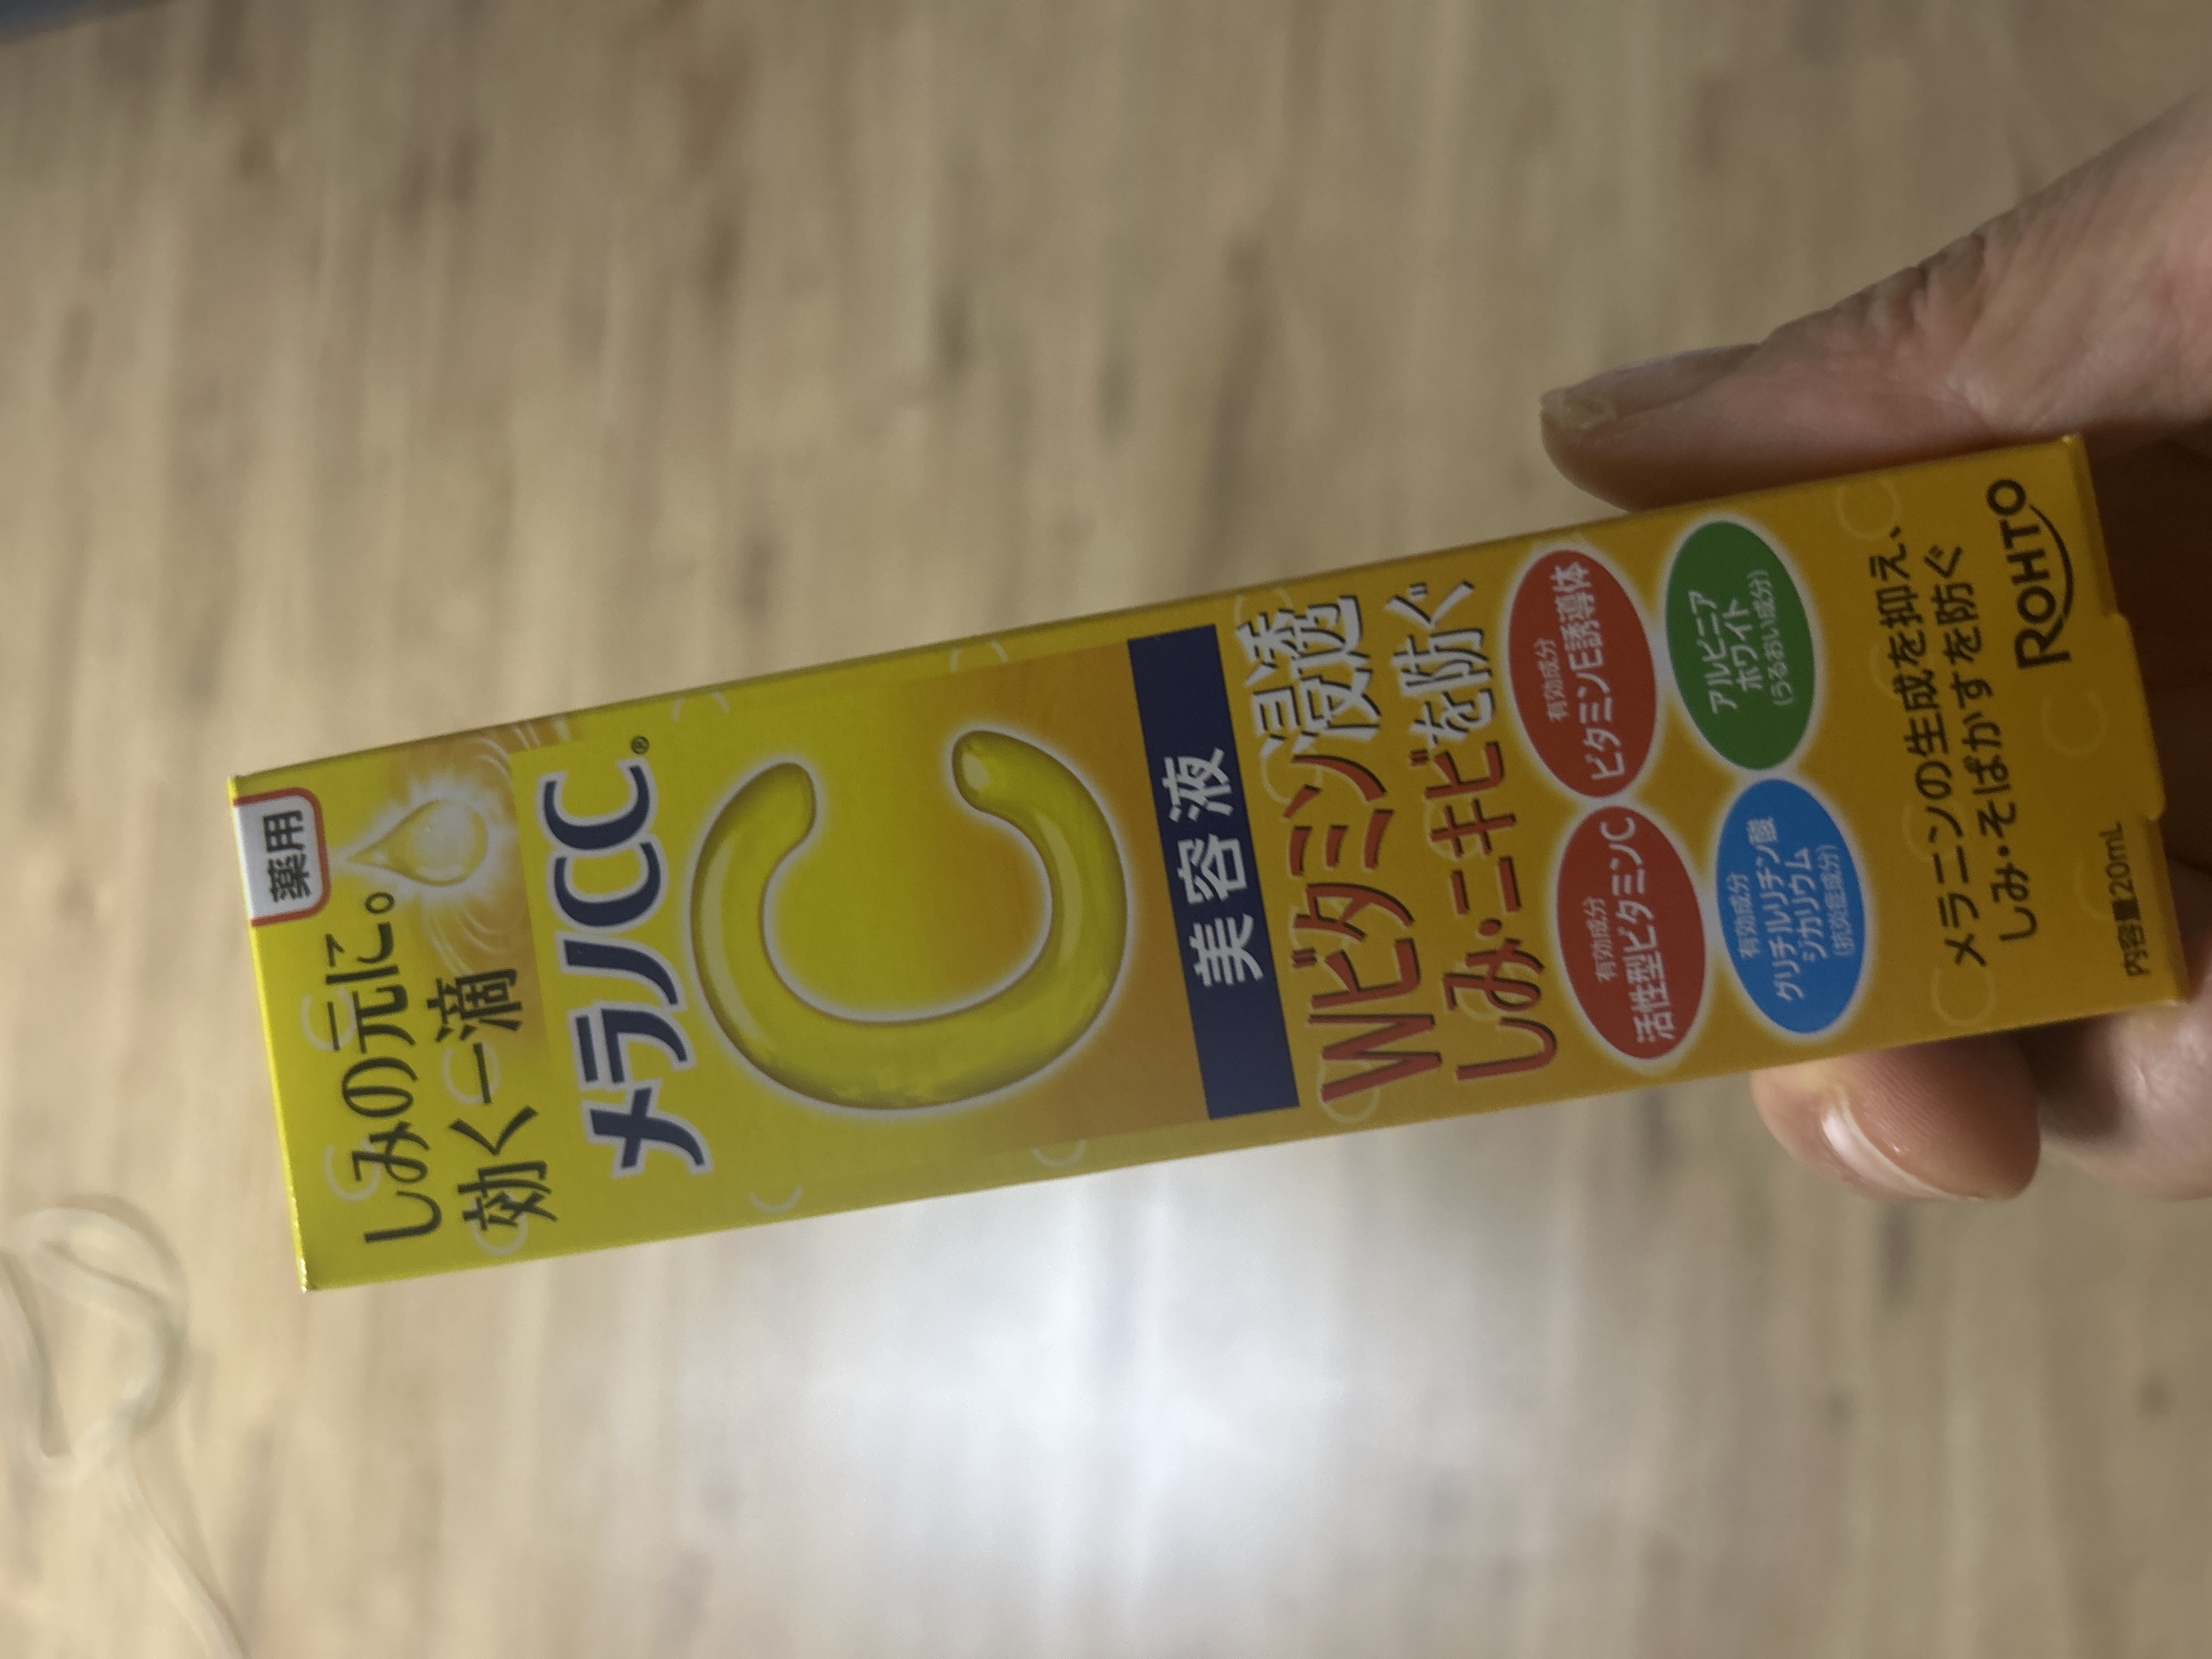 薬用
しみの元に。
効く一滴
メラノCC®
美容液
Wビタミン浸透
しみ・ニキビを防ぐ
有効成分
活性型ビタミンC
有効成分
ビタミンE誘導体
有効成分
グリチルリチン酸
ジカリウム
(抗炎症成分)
アルピニア
ホワイト
(うるおい成分)
メラニンの生成を抑え、
しみ・そばかすを防ぐ
内容量20mL
ROHTO